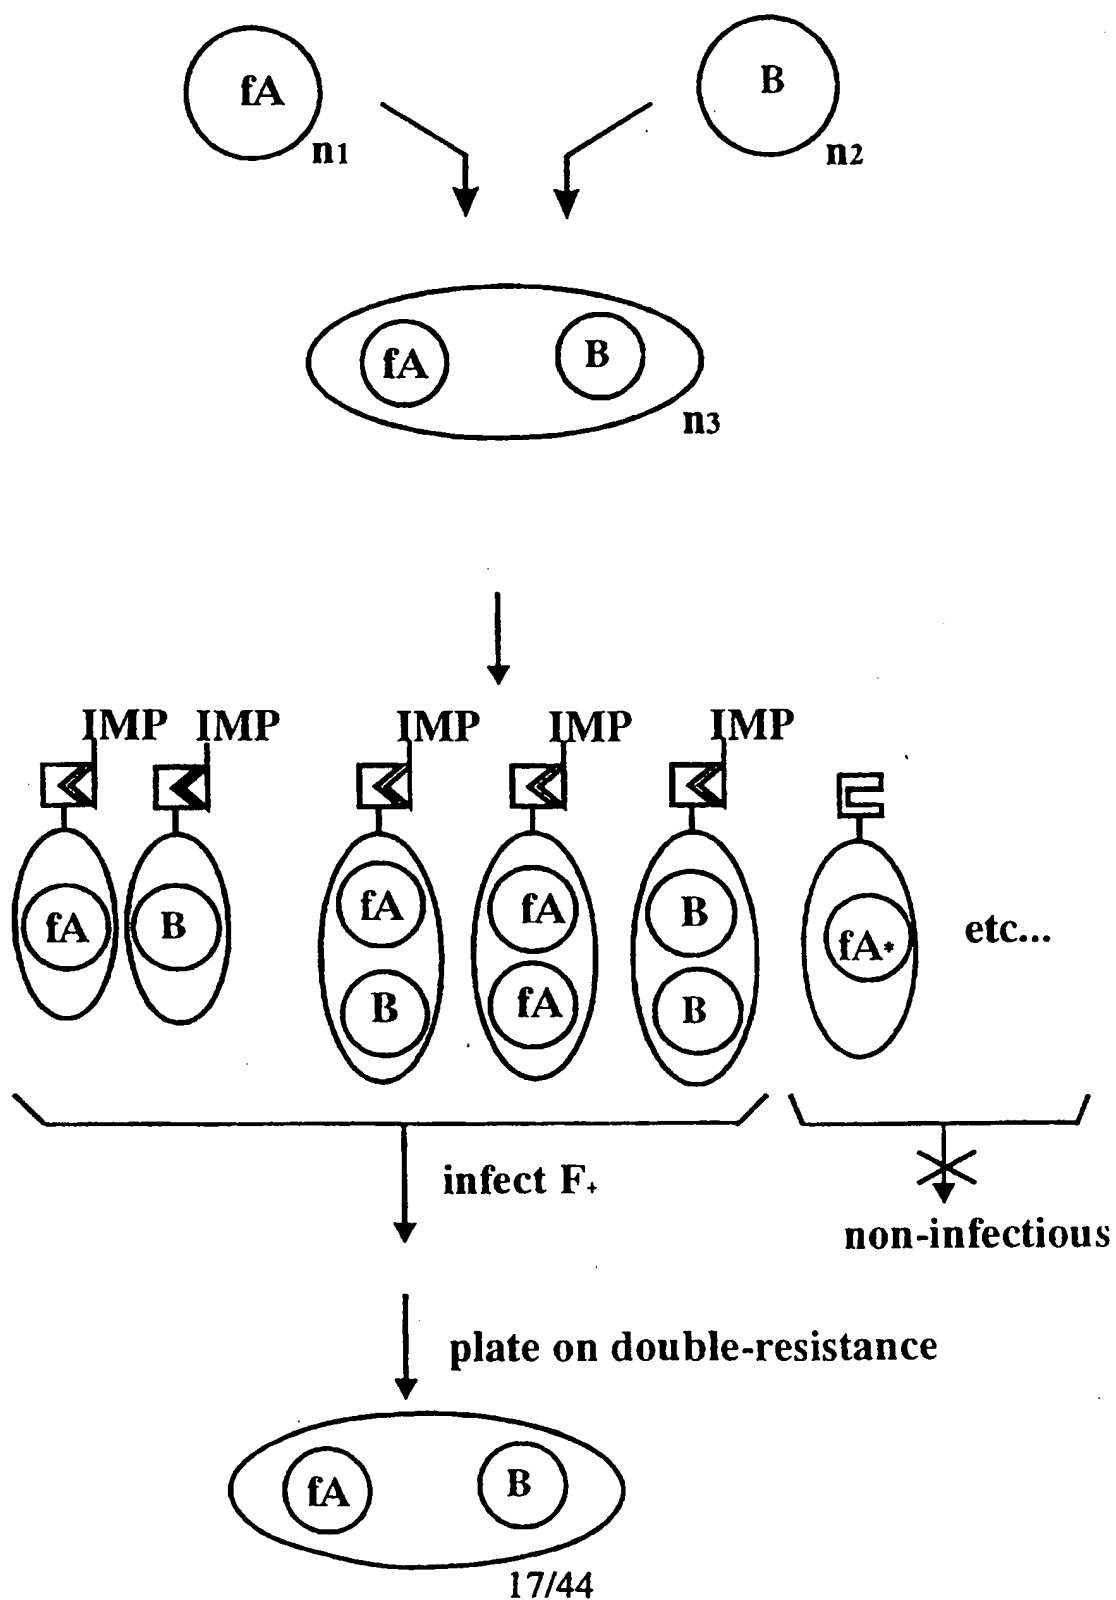 fA
B
n1
n2
fA
B
n3
IMP IMP IMP IMP IMP
fA
fA
B
fA
B
fA*
etc...
B
fA
B
infect F+
non-infectious
plate on double-resistance
fA
B
17/44